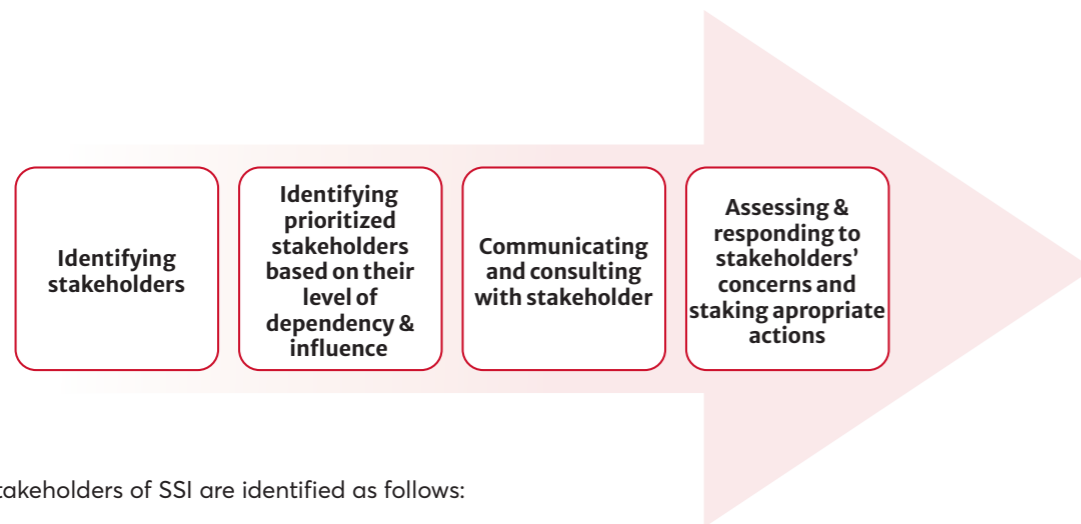 Identifying
stakeholders
Identifying
prioritized
stakeholders
based on their
level of
dependency &
influence
Communicating
and consulting
with stakeholder
Assessing &
responding to
stakeholders’
concerns and
staking apropriate
actions
takeholders of SSI are identified as follows: